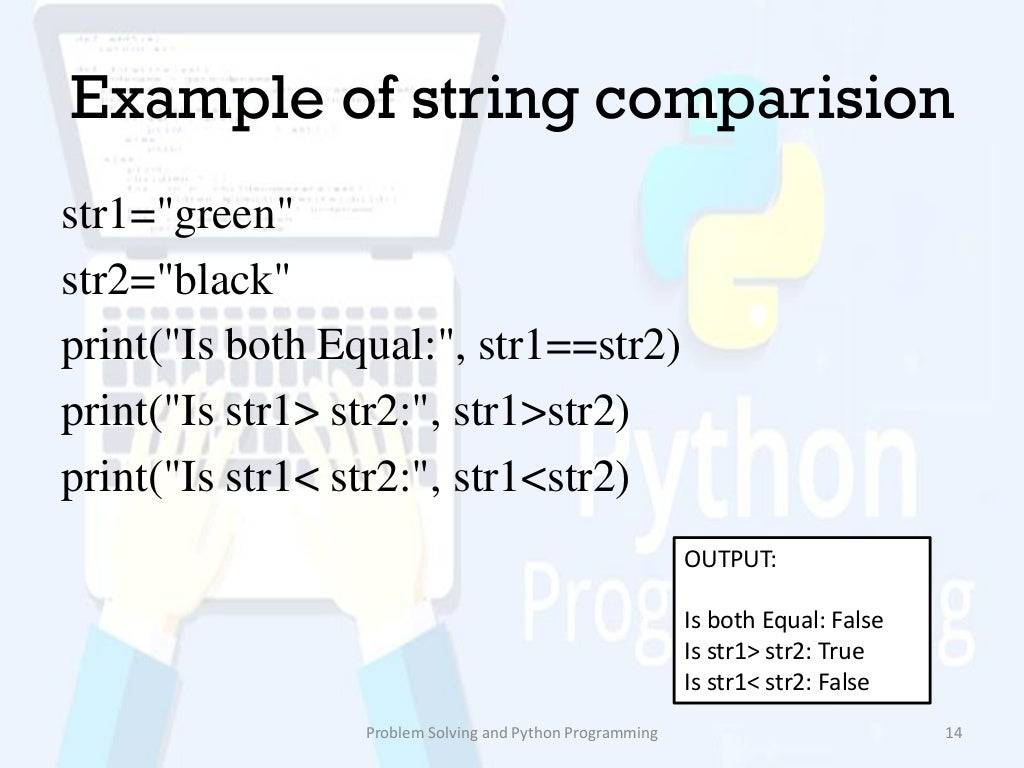 Example of string comparision
str1="green"
str2="black"
print("Is both Equal:", str1==str2)
print("Is str1> str2:", str1>str2)
print("Is str1< str2:", str1<str2)
Python
OUTPUT:
Is both Equal: False
Is str1> str2: True
Is str1< str2: False
Problem Solving and Python Programming
14